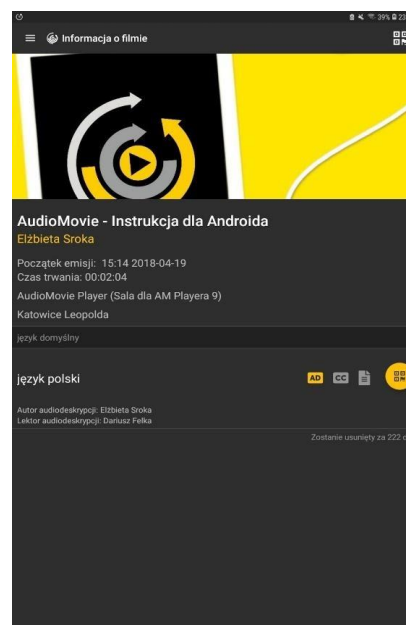 39% 23
Informacja o filmie
AudioMovie - Instrukcja dla Androida
Elżbieta Sroka
Początek emisji: 15:14 2018-04-19
Czas trwania: 00:02:04
AudioMovie Player (Sala dla AM Playera 9)
Katowice Leopolda
język domyślny
język polski AD CC
Autor audiodeskrypcji: Elżbieta Sroka
Lektor audiodeskrypcji: Dariusz Felka
Zostanie usunięty za 222 d